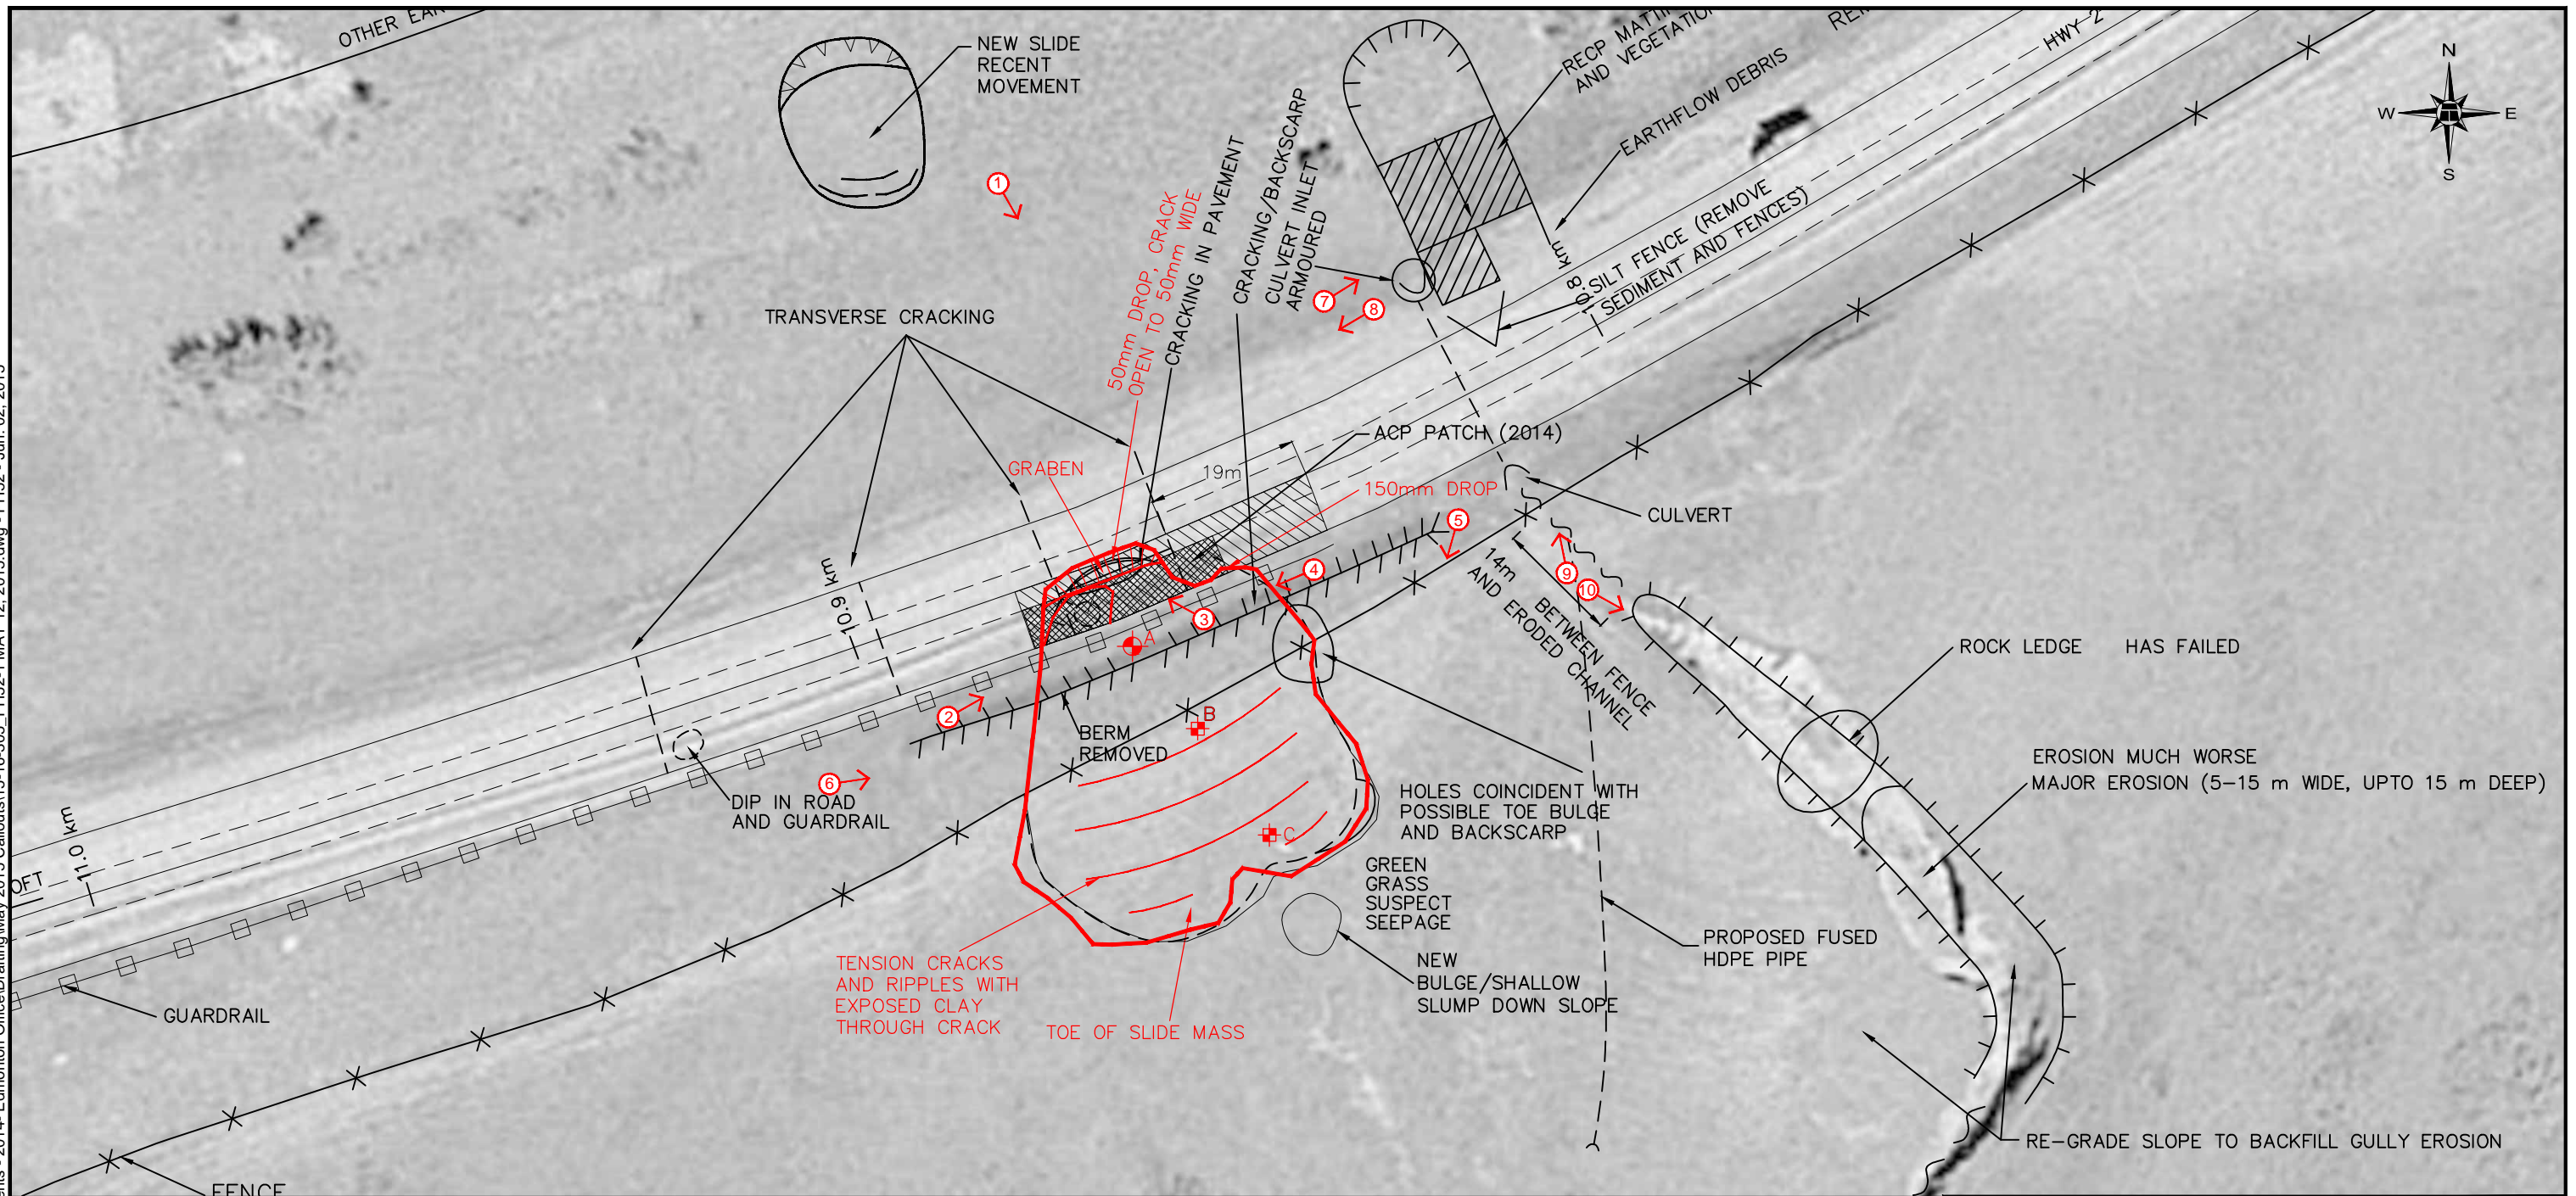 OTHER
NEW SLIDE
RECENT
MOVEMENT
RECP
AND
EARTHFLOW DEBRIS
HWY 2
N
W
E
S
1
50mm DROP, CRACK
OPEN TO 50mm WIDE
CRACKING IN PAVEMENT
CRACKING/BACKSCARP
CULVERT INLET
ARMOURED
7
8
10.8 km
SILT FENCE (REMOVE
SEDIMENT AND FENCES)
TRANSVERSE CRACKING
ACP PATCH (2014)
GRABEN
19m
150mm DROP
CULVERT
5
4
9
10
3
14m BETWEEN FENCE
AND ERODED CHANNEL
10.9 km
A
2
B
BERM
REMOVED
6
DIP IN ROAD
AND GUARDRAIL
ROCK LEDGE HAS FAILED
EROSION MUCH WORSE
MAJOR EROSION (5-15 m WIDE, UPTO 15 m DEEP)
HOLES COINCIDENT WITH
POSSIBLE TOE BULGE
AND BACKSCARP
C
11.0 km
GREEN
GRASS
SUSPECT
SEEPAGE
PROPOSED FUSED
HDPE PIPE
TENSION CRACKS
AND RIPPLES WITH
EXPOSED CLAY
THROUGH CRACK
TOE OF SLIDE MASS
NEW
BULGE/SHALLOW
SLUMP DOWN SLOPE
GUARDRAIL
RE-GRADE SLOPE TO BACKFILL GULLY EROSION
FENCE